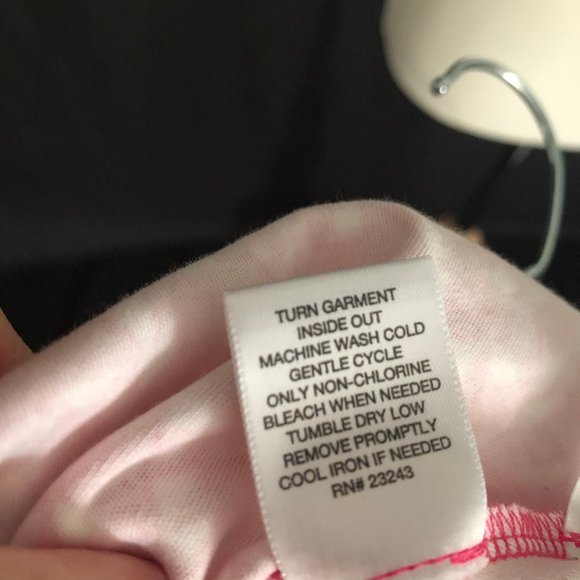 TURN GARMENT
INSIDE OUT
MACHINE WASH COLD
GENTLE CYCLE
ONLY NON-CHLORINE
BLEACH WHEN NEEDED
TUMBLE DRY LOW
REMOVE PROMPTLY
COOL IRON IF NEEDED
RN# 23243